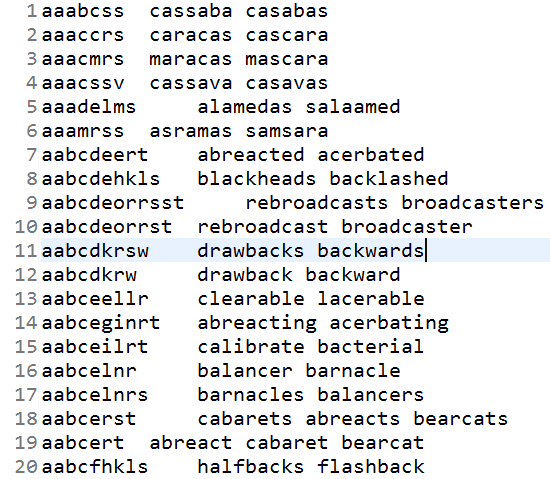 1 aaabcss cassaba casabas
2 aaaccrs caracas cascara
3 aaacmrs maracas mascara
4 aaacssv cassava casavas
5 aaadelms alamedas salaamed
6 aaamrss asramas samsara
7 aabcdeert abreacted acerbated
8 aabcdehkls blackheads backlashed
9 aabcdeorrsst rebroadcasts broadcasters
10 aabcdeorrst rebroadcast broadcaster
11 aabcdkrsw drawbacks backwards
12 aabcdkrw drawback backward
13 aabceellr clearable lacerable
14 aabceginrt abreacting acerbating
15 aabceilrt calibrate bacterial
16 aabcelnr balancer barnacle
17 aabcelnrs barnacles balancers
18 aabcerst cabarets abreacts bearcats
19 aabcert abreact cabaret bearcat
20 aabcfhkls halfbacks flashback